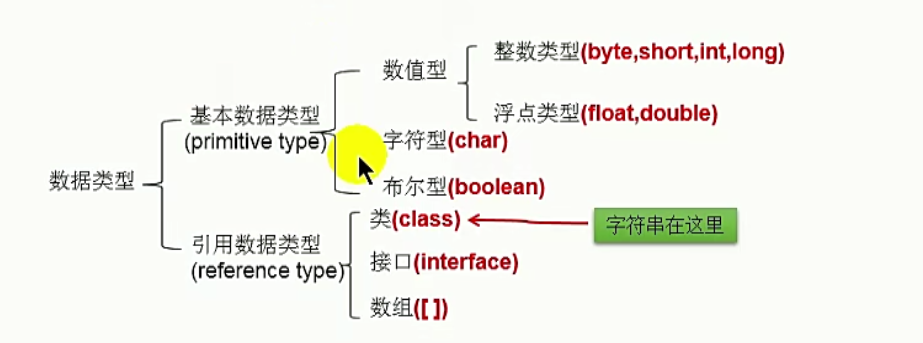 整数类型(byte,short,int,long)
数值型
浮点类型(float,double)
基本数据类型
(primitive type)
字符型(char)
布尔型(boolean)
数据类型
类(class)
字符串在这里
引用数据类型
(reference type)
接口(interface)
数组([ ])